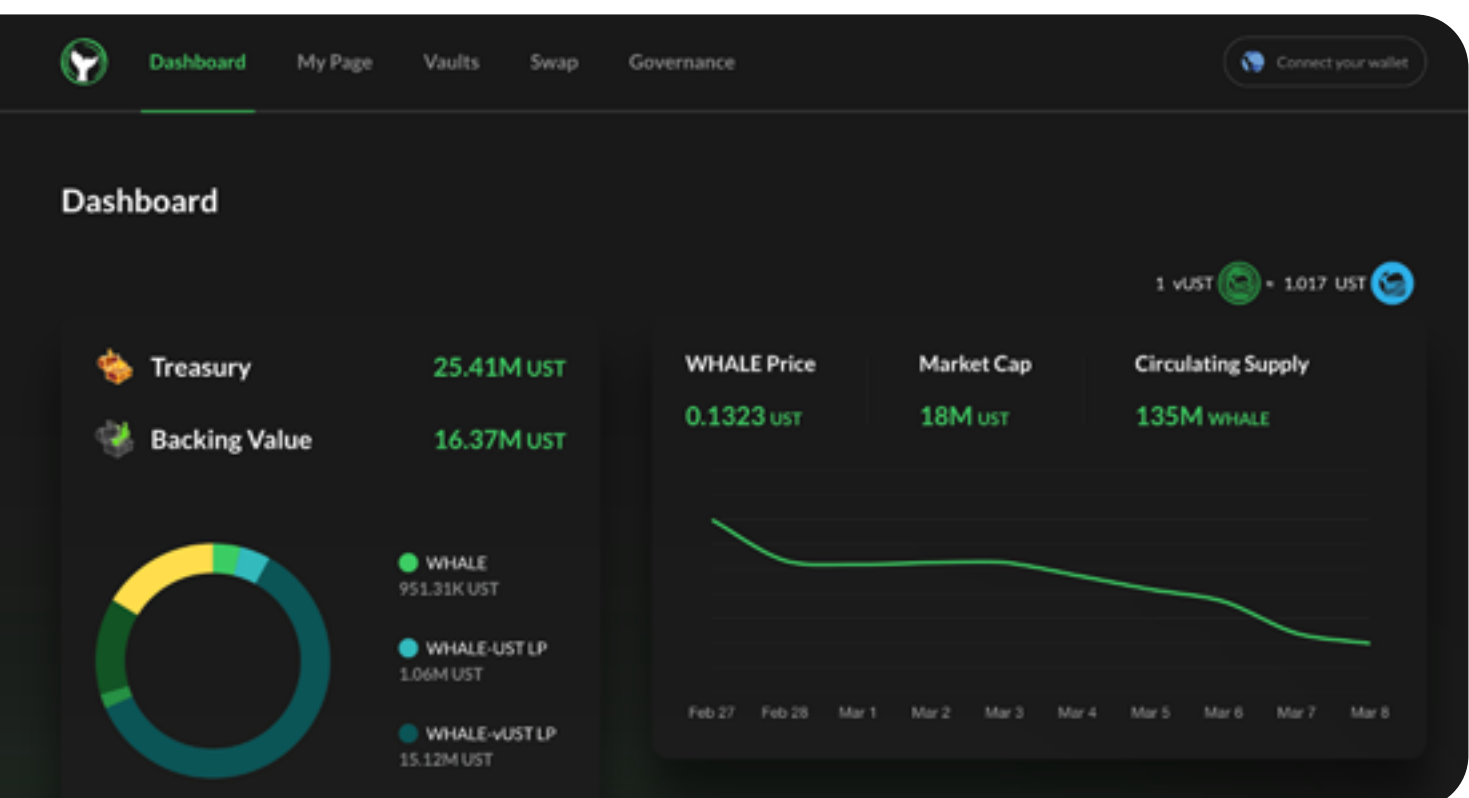 Dashboard My Page Vaults Swap Governance Connect your wallet
Dashboard
1 vUST = 1.017 UST
Treasury 25.41M UST
Backing Value 16.37M UST
WHALE
951.31K UST
WHALE-UST LP
1.06M UST
WHALE-vUST LP
15.12M UST
WHALE Price Market Cap Circulating Supply
0.1323 UST 18M UST 135M WHALE
Feb 27 Feb 28 Mar 1 Mar 2 Mar 3 Mar 4 Mar 5 Mar 6 Mar 7 Mar 8